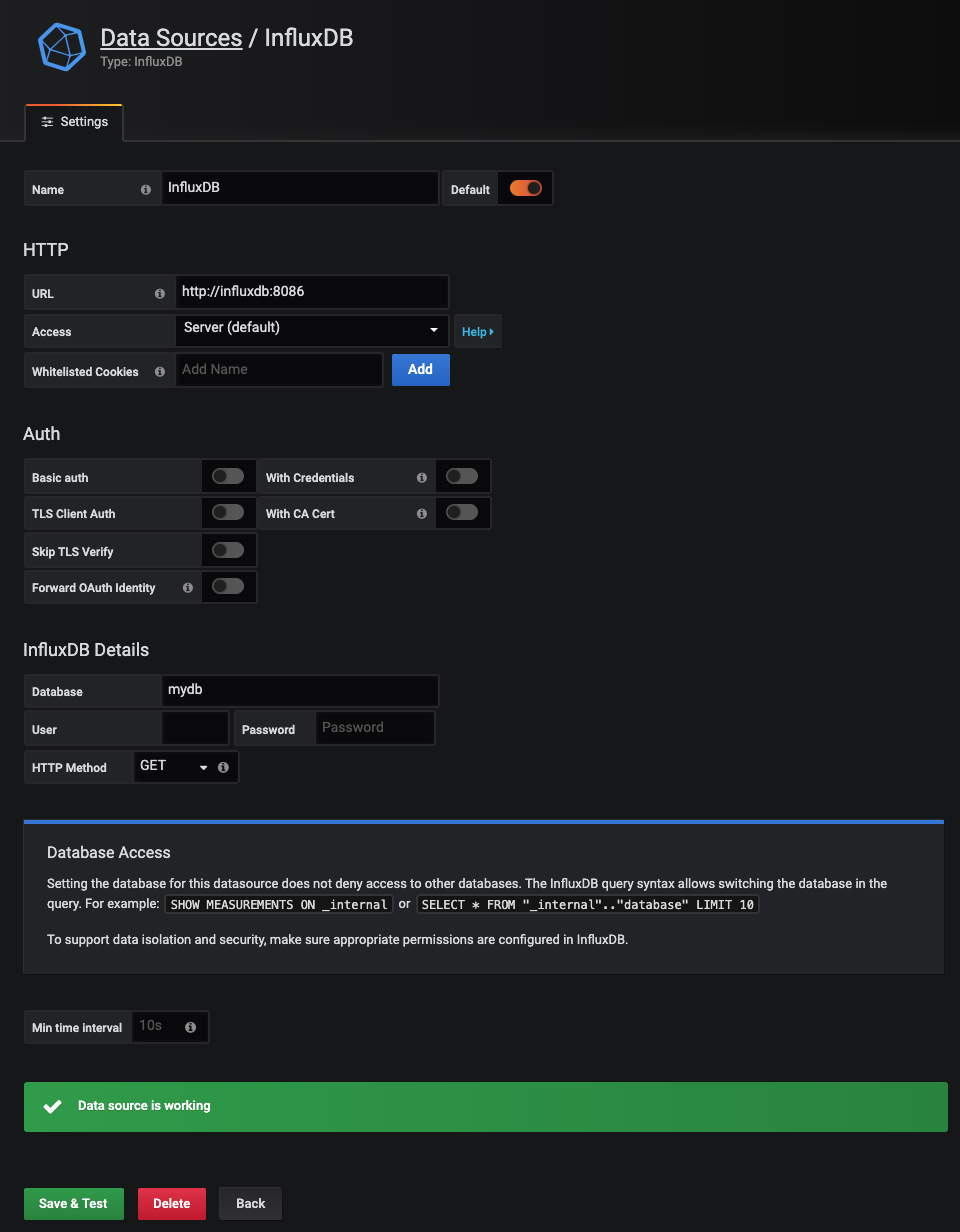 Data Sources / InfluxDB
Type: InfluxDB
Settings
Name InfluxDB Default
HTTP
URL http://influxdb:8086
Access Server (default) Help
Whitelisted Cookies Add Name Add
Auth
Basic auth With Credentials
TLS Client Auth With CA Cert
Skip TLS Verify
Forward OAuth Identity
InfluxDB Details
Database mydb
User Password Password
HTTP Method GET
Database Access
Setting the database for this datasource does not deny access to other databases. The InfluxDB query syntax allows switching the database in the
query. For example: SHOW MEASUREMENTS ON _internal or SELECT * FROM "_internal".."database" LIMIT 10
To support data isolation and security, make sure appropriate permissions are configured in InfluxDB.
Min time interval 10s
Data source is working
Save & Test Delete Back